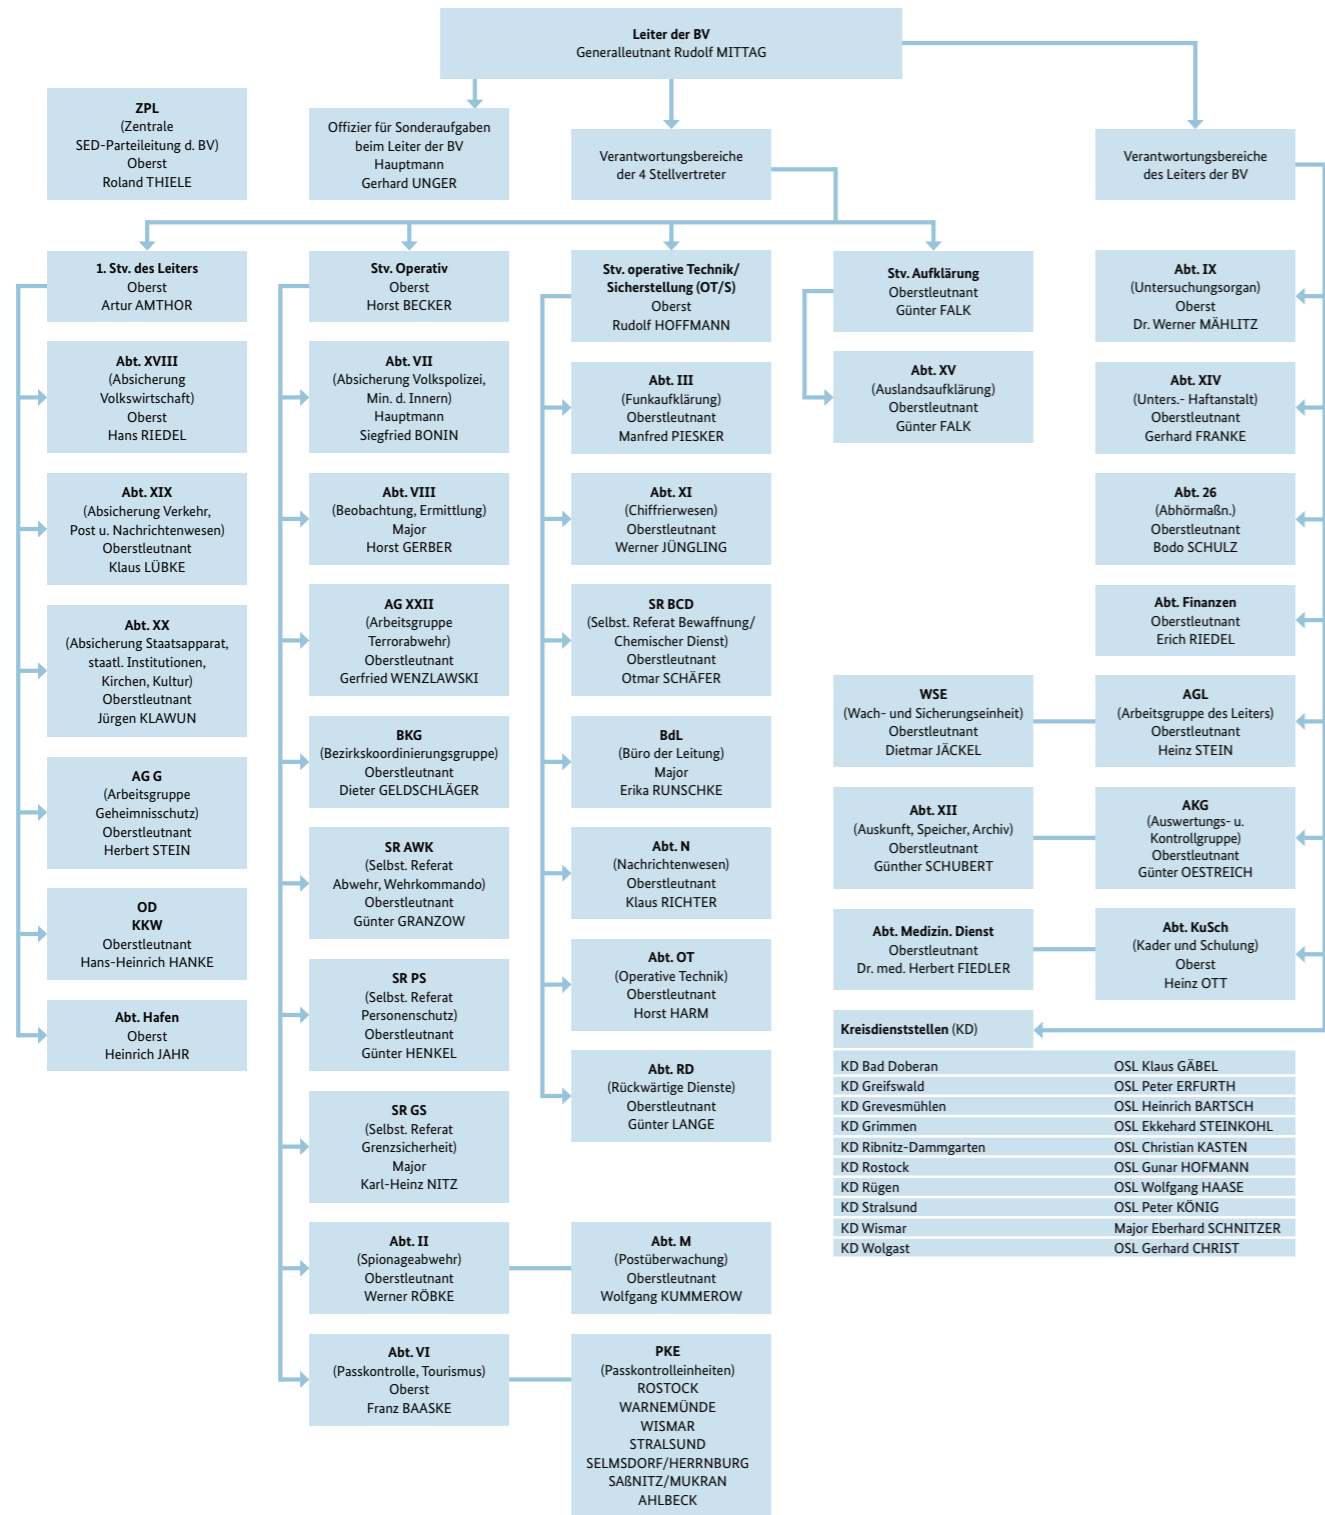 Leiter der BV
Generalleutnant Rudolf MITTAG
ZPL
(Zentrale
SED-Parteileitung d. BV)
Oberst
Roland THIELE
Offizier für Sonderaufgaben
beim Leiter der BV
Hauptmann
Gerhard UNGER
Verantwortungsbereiche
der 4 Stellvertreter
Verantwortungsbereiche
des Leiters der BV
1. Stv. des Leiters
Oberst
Artur AMTHOR
Abt. XVIII
(Absicherung
Volkswirtschaft)
Oberst
Hans RIEDEL
Abt. XIX
(Absicherung Verkehr,
Post u. Nachrichtenwesen)
Oberstleutnant
Klaus LÜBKE
Abt. XX
(Absicherung Staatsapparat,
staatl. Institutionen,
Kirchen, Kultur)
Oberstleutnant
Jürgen KLAWUN
AG G
(Arbeitsgruppe
Geheimnisschutz)
Oberstleutnant
Herbert STEIN
OD
KKW
Oberstleutnant
Hans-Heinrich HANKE
Abt. Hafen
Oberst
Heinrich JAHR
Stv. Operativ
Oberst
Horst BECKER
Abt. VII
(Absicherung Volkspolizei,
Min. d. Innern)
Hauptmann
Siegfried BONIN
Abt. VIII
(Beobachtung, Ermittlung)
Major
Horst GERBER
AG XXII
(Arbeitsgruppe
Terrorabwehr)
Oberstleutnant
Gerfried WENZLAWSKI
BKG
(Bezirkskoordinierungsgruppe)
Oberstleutnant
Dieter GELDSCHLÄGER
SR AWK
(Selbst. Referat
Abwehr, Wehrkommando)
Oberstleutnant
Günter GRANZOW
SR PS
(Selbst. Referat
Personenschutz)
Oberstleutnant
Günter HENKEL
SR GS
(Selbst. Referat
Grenzsicherheit)
Major
Karl-Heinz NITZ
Abt. II
(Spionageabwehr)
Oberstleutnant
Werner RÖBKE
Abt. VI
(Passkontrolle, Tourismus)
Oberst
Franz BAASKE
Stv. operative Technik/
Sicherstellung (OT/S)
Oberst
Rudolf HOFFMANN
Abt. III
(Funkaufklärung)
Oberstleutnant
Manfred PIESKER
Abt. XI
(Chiffrierwesen)
Oberstleutnant
Werner JÜNGLING
SR BCD
(Selbst. Referat Bewaffnung/
Chemischer Dienst)
Oberstleutnant
Otmar SCHÄFER
BdL
(Büro der Leitung)
Major
Erika RUNSCHKE
Abt. N
(Nachrichtenwesen)
Oberstleutnant
Klaus RICHTER
Abt. OT
(Operative Technik)
Oberstleutnant
Horst HARM
Abt. RD
(Rückwärtige Dienste)
Oberstleutnant
Günter LANGE
Abt. M
(Postüberwachung)
Oberstleutnant
Wolfgang KUMMEROW
PKE
(Passkontrolleinheiten)
ROSTOCK
WARNEMÜNDE
WISMAR
STRALSUND
SELMSDORF/HERRNBURG
SAßNITZ/MUKRAN
AHLBECK
Stv. Aufklärung
Oberstleutnant
Günter FALK
Abt. XV
(Auslandsaufklärung)
Oberstleutnant
Günter FALK
Abt. IX
(Untersuchungsorgan)
Oberst
Dr. Werner MÄHLITZ
Abt. XIV
(Unters.- Haftanstalt)
Oberstleutnant
Gerhard FRANKE
Abt. 26
(Abhörmaßn.)
Oberstleutnant
Bodo SCHULZ
Abt. Finanzen
Oberstleutnant
Erich RIEDEL
WSE
(Wach- und Sicherungseinheit)
Oberstleutnant
Dietmar JÄCKEL
AGL
(Arbeitsgruppe des Leiters)
Oberstleutnant
Heinz STEIN
Abt. XII
(Auskunft, Speicher, Archiv)
Oberstleutnant
Günther SCHUBERT
AKG
(Auswertungs- u.
Kontrollgruppe)
Oberstleutnant
Günter OESTREICH
Abt. Medizin. Dienst
Oberstleutnant
Dr. med. Herbert FIEDLER
Abt. KuSch
(Kader und Schulung)
Oberst
Heinz OTT
Kreisdienststellen (KD)
KD Bad Doberan OSL Klaus GÄBEL
KD Greifswald OSL Peter ERFURTH
KD Grevesmühlen OSL Heinrich BARTSCH
KD Grimmen OSL Ekkehard STEINKOHL
KD Ribnitz-Dammgarten OSL Christian KASTEN
KD Rostock OSL Gunar HOFMANN
KD Rügen OSL Wolfgang HAASE
KD Stralsund OSL Peter KÖNIG
KD Wismar Major Eberhard SCHNITZER
KD Wolgast OSL Gerhard CHRIST